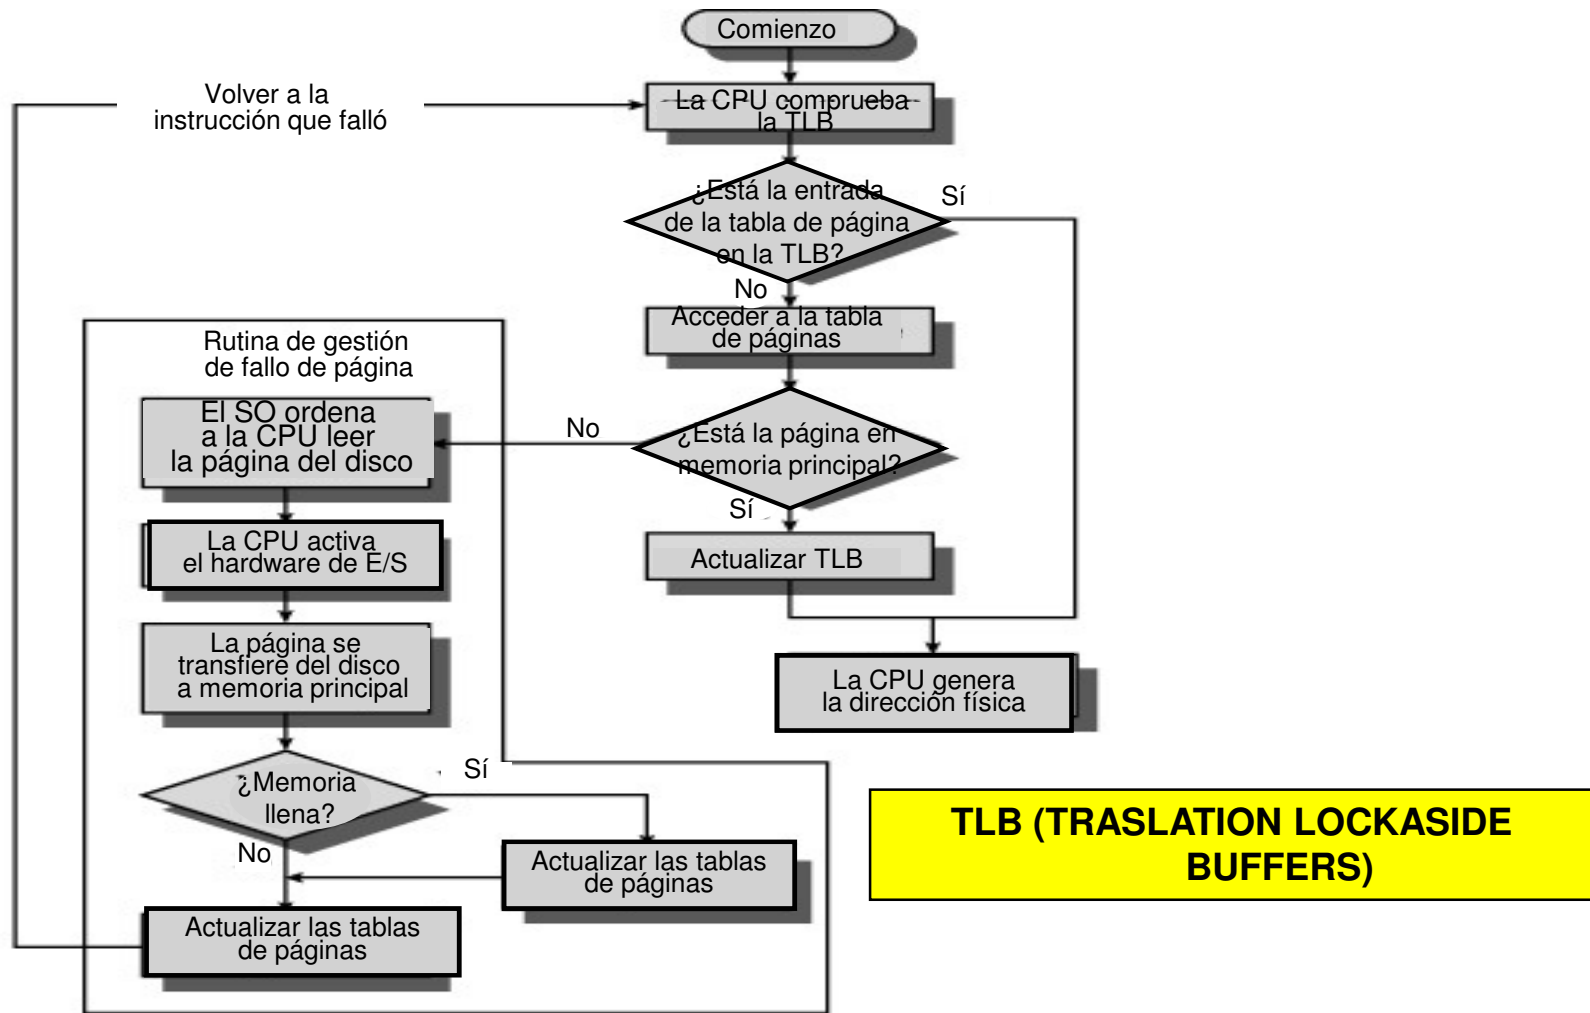 Comienzo
Volver a la
instrucción que falló
La CPU comprueba
la TLB
¿Está la entrada
de la tabla de página
en la TLB?
Sí
No
Acceder a la tabla
de páginas
Rutina de gestión
de fallo de página
El SO ordena
a la CPU leer
la página del disco
No
¿Está la página en
memoria principal?
Sí
La CPU activa
el hardware de E/S
Actualizar TLB
La página se
transfiere del disco
a memoria principal
La CPU genera
la dirección física
¿Memoria
llena?
Sí
No
Actualizar las tablas
de páginas
Actualizar las tablas
de páginas
TLB (TRASLATION LOCKASIDE
BUFFERS)